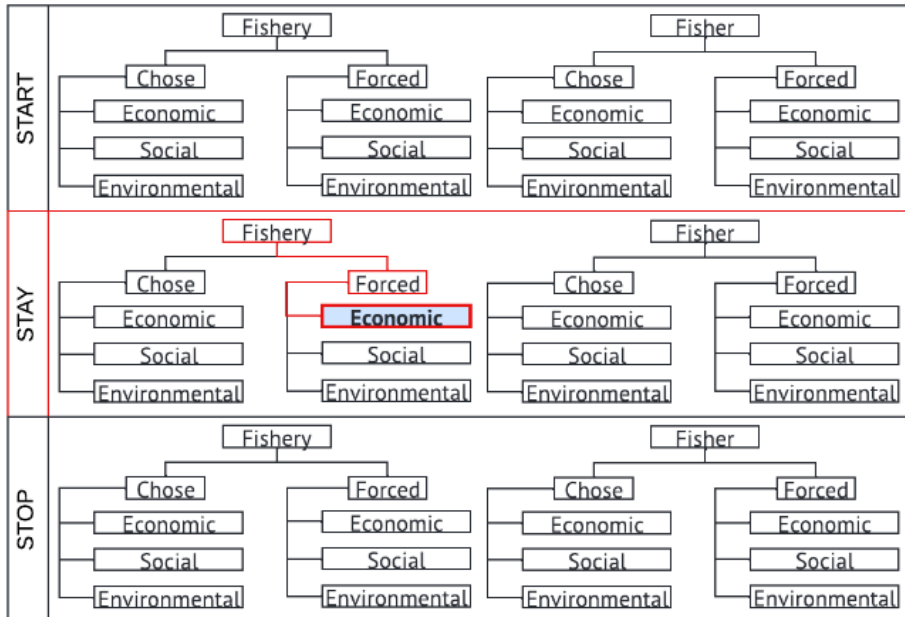 START
Fishery Fisher
Chose Forced Chose Forced
Economic Economic Economic Economic
Social Social Social Social
Environmental Environmental Environmental Environmental
STAY
Fishery Fisher
Chose Forced Chose Forced
Economic Economic Economic Economic
Social Social Social Social
Environmental Environmental Environmental Environmental
STOP
Fishery Fisher
Chose Forced Chose Forced
Economic Economic Economic Economic
Social Social Social Social
Environmental Environmental Environmental Environmental